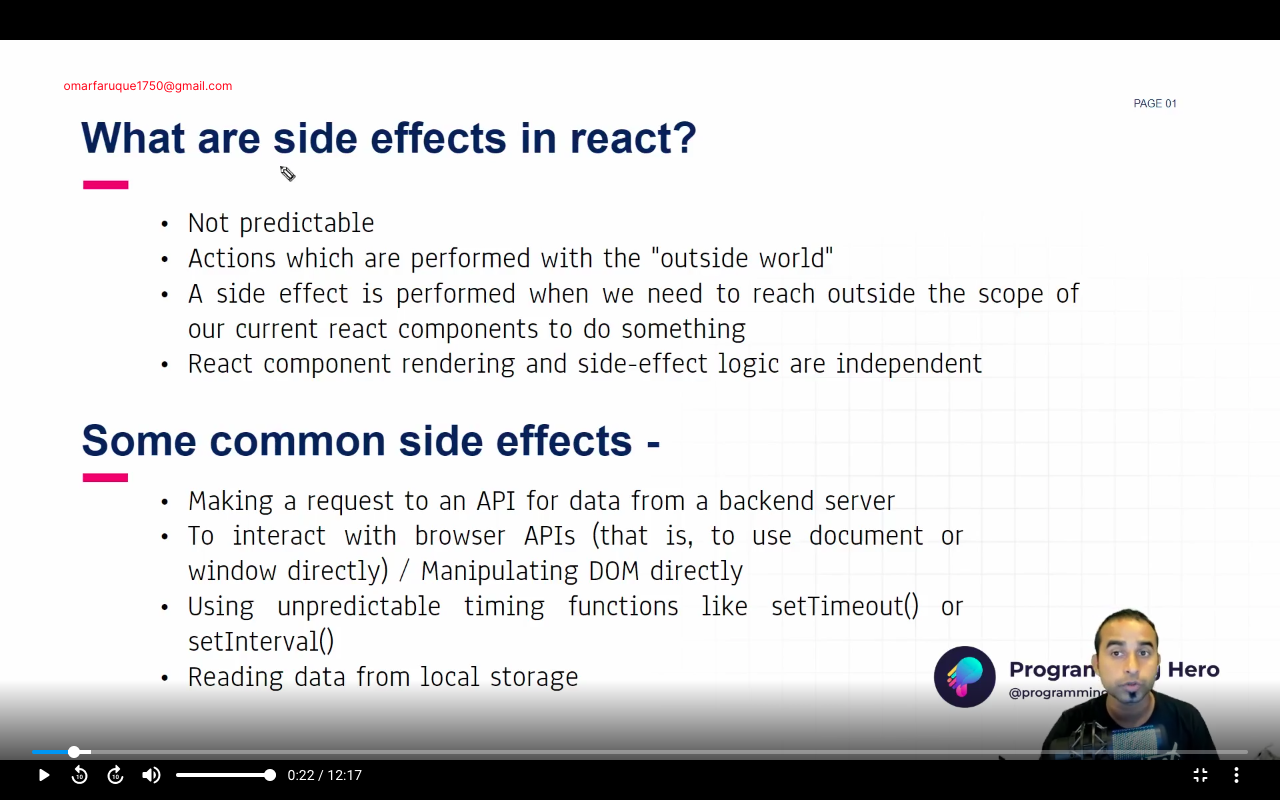 omarfaruque1750@gmail.com
PAGE 01
What are side effects in react?
• Not predictable
• Actions which are performed with the "outside world"
• A side effect is performed when we need to reach outside the scope of
our current react components to do something
• React component rendering and side-effect logic are independent
Some common side effects -
• Making a request to an API for data from a backend server
• To interact with browser APIs (that is, to use document or
window directly) / Manipulating DOM directly
• Using unpredictable timing functions like setTimeout() or
setInterval()
• Reading data from local storage
Hero
10 10 0:22 / 12:17